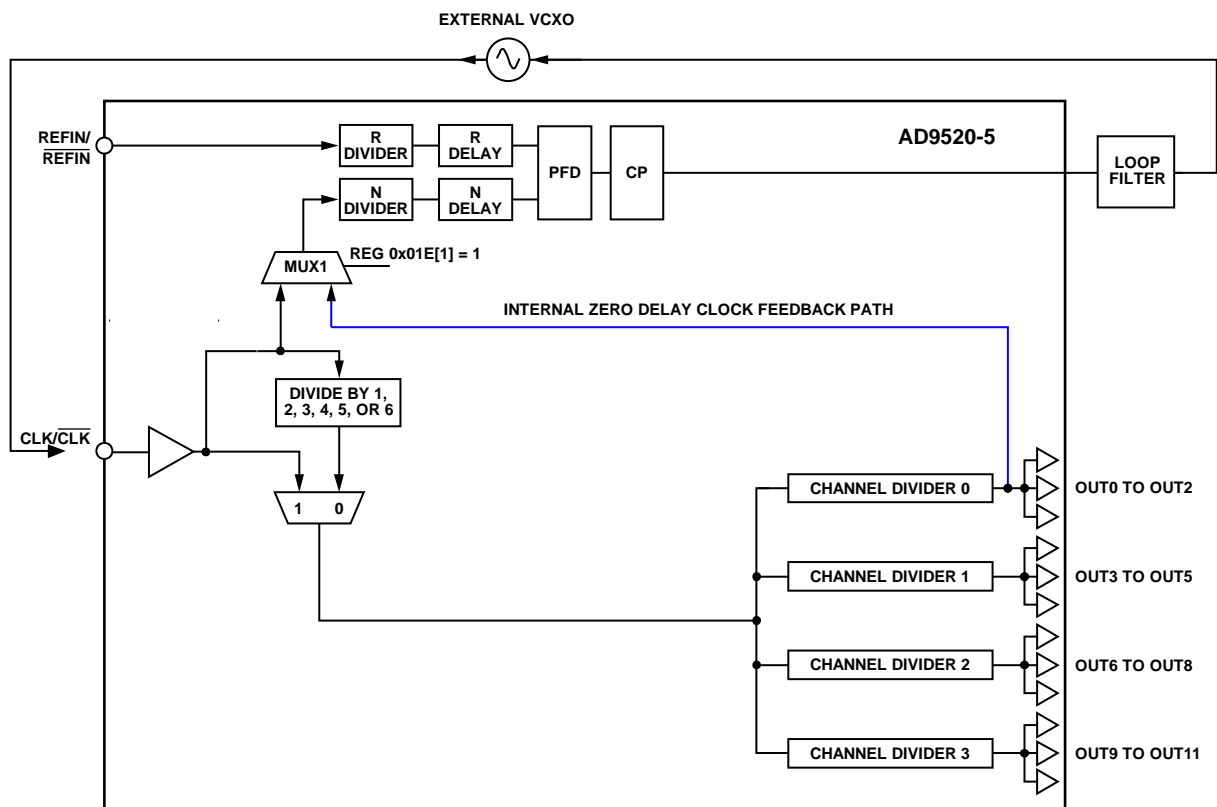 EXTERNAL VCXO
REFIN/
REFIN
R
DIVIDER
R
DELAY
PFD
CP
AD9520-5
LOOP
FILTER
N
DIVIDER
N
DELAY
MUX1
REG 0x01E[1] = 1
INTERNAL ZERO DELAY CLOCK FEEDBACK PATH
DIVIDE BY 1,
2, 3, 4, 5, OR 6
CLK/CLK
1 0
CHANNEL DIVIDER 0
OUT0 TO OUT2
CHANNEL DIVIDER 1
OUT3 TO OUT5
CHANNEL DIVIDER 2
OUT6 TO OUT8
CHANNEL DIVIDER 3
OUT9 TO OUT11